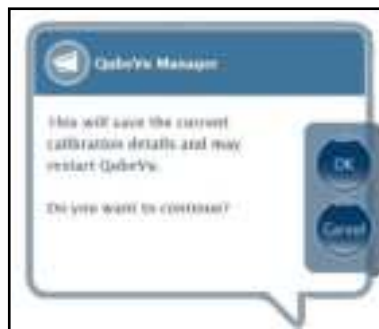 QubeVu Manager
This will save the current
calibration details and may
restart QubeVu.
Do you want to continue?
OK
Cancel